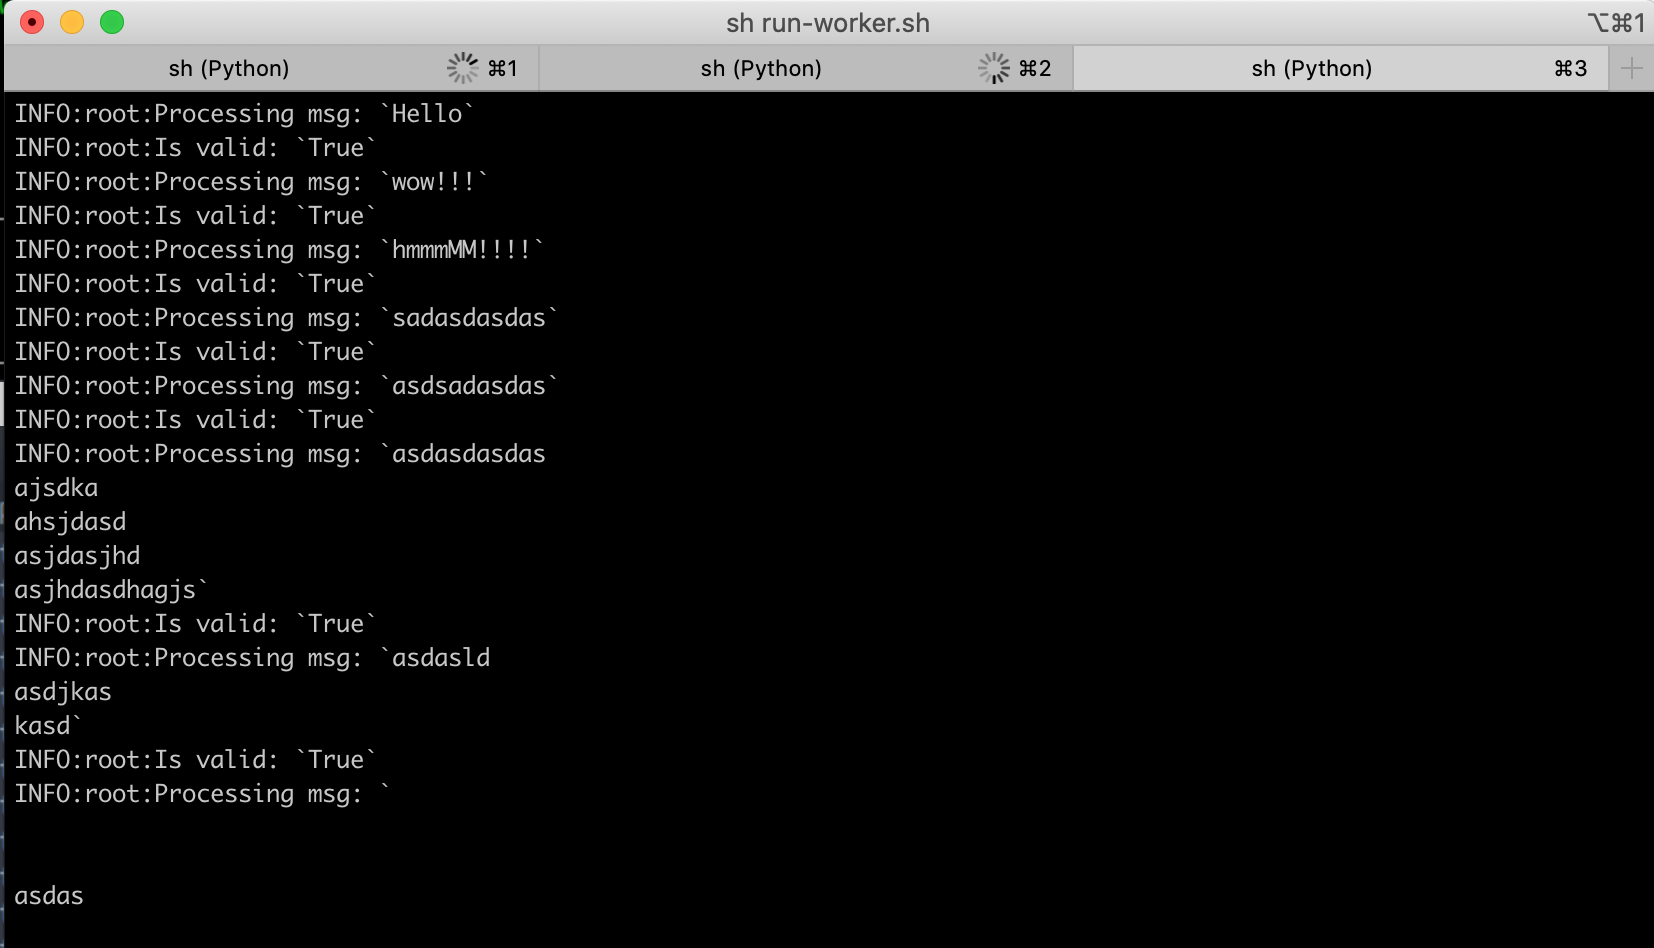 sh run-worker.sh
⌥⌘1
sh (Python) ⌘1
sh (Python) ⌘2
sh (Python) ⌘3
INFO:root:Processing msg: `Hello`
INFO:root:Is valid: `True`
INFO:root:Processing msg: `wow!!!`
INFO:root:Is valid: `True`
INFO:root:Processing msg: `hmmmMM!!!!`
INFO:root:Is valid: `True`
INFO:root:Processing msg: `sadasdasdas`
INFO:root:Is valid: `True`
INFO:root:Processing msg: `asdsadasdas`
INFO:root:Is valid: `True`
INFO:root:Processing msg: `asdasdasdas
ajsdka
ahsjdasd
asjdasjhd
asjhdasdhagjs`
INFO:root:Is valid: `True`
INFO:root:Processing msg: `asdasld
asdjkas
kasd`
INFO:root:Is valid: `True`
INFO:root:Processing msg: `
asdas